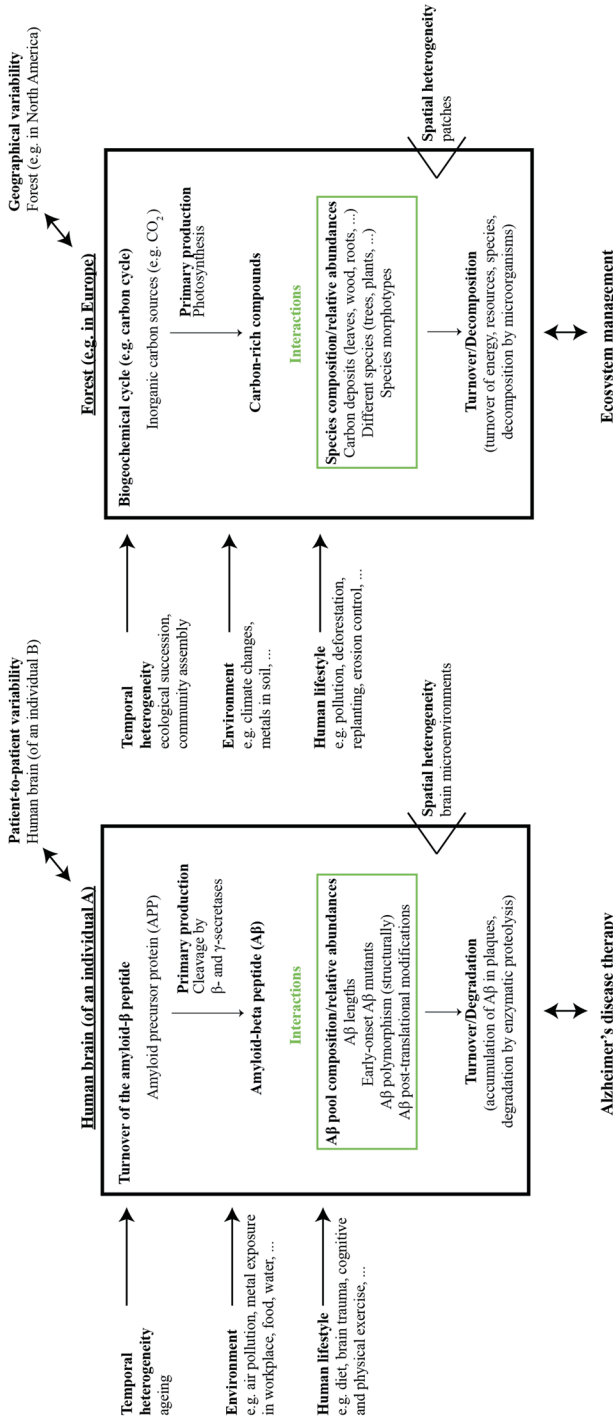 Human brain (of an individual A)
Patient-to-patient variability
Human brain (of an individual B)
Temporal
heterogeneity
ageing
Environment
e.g. air pollution, metal exposure
in workplace, food, water, ...
Human lifestyle
e.g. diet, brain trauma, cognitive
and physical exercise, ...
Turnover of the amyloid-β peptide
Amyloid precursor protein (APP)
Primary production
Cleavage by
β- and γ-secretases
Amyloid-beta peptide (Aβ)
Interactions
Aβ pool composition/relative abundances
Aβ lengths
Early-onset Aβ mutants
Aβ polymorphism (structurally)
Aβ post-translational modifications
Turnover/Degradation
(accumulation of Aβ in plaques,
degradation by enzymatic proteolysis)
Spatial heterogeneity
brain microenvironments
Alzheimer's disease therapy
Forest (e.g. in Europe)
Geographical variability
Forest (e.g. in North America)
Temporal
heterogeneity
ecological succession,
community assembly
Environment
e.g. climate changes,
metals in soil, ...
Human lifestyle
e.g. pollution, deforestation,
replanting, erosion control, ...
Biogeochemical cycle (e.g. carbon cycle)
Inorganic carbon sources (e.g. CO₂)
Primary production
Photosynthesis
Carbon-rich compounds
Interactions
Species composition/relative abundances
Carbon deposits (leaves, wood, roots, ...)
Different species (trees, plants, ...)
Species morphotypes
Turnover/Decomposition
(turnover of energy, resources, species,
decomposition by microorganisms)
Spatial heterogeneity
patches
Ecosystem management